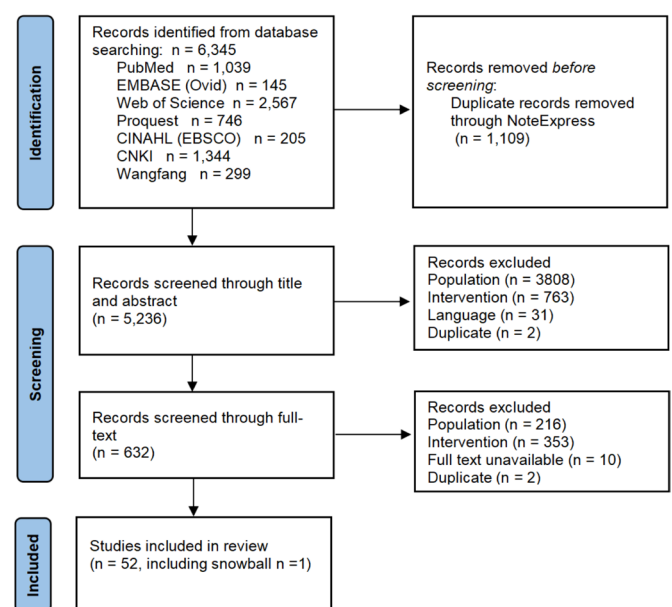 Identification
Records identified from database
searching: n = 6,345
PubMed n = 1,039
EMBASE (Ovid) n = 145
Web of Science n = 2,567
Proquest n = 746
CINAHL (EBSCO) n = 205
CNKI n = 1,344
Wangfang n = 299
Records removed before
screening:
Duplicate records removed
through NoteExpress
(n = 1,109)
Screening
Records screened through title
and abstract
(n = 5,236)
Records excluded
Population (n = 3808)
Intervention (n = 763)
Language (n = 31)
Duplicate (n = 2)
Records screened through full-
text
(n = 632)
Records excluded
Population (n = 216)
Intervention (n = 353)
Full text unavailable (n = 10)
Duplicate (n = 2)
Included
Studies included in review
(n = 52, including snowball n =1)